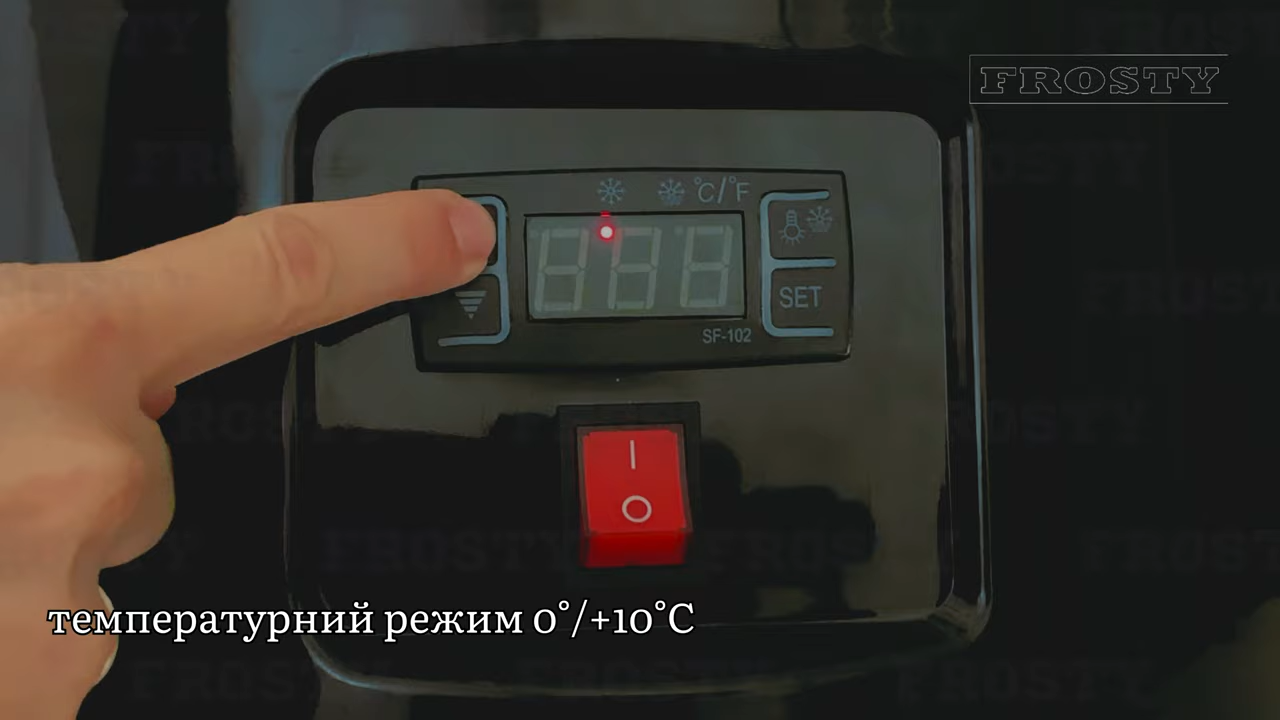 FROSTY
°C/°F
SET
SF-102
температурний режим 0°/+10°C